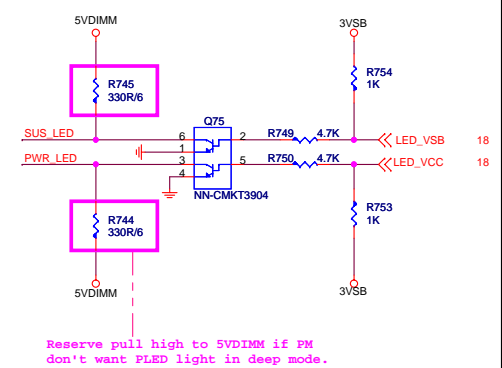 5VDIMM
3VSB
R745
330R/6
R754
1K
Q75
SUS_LED
6
2
R749
4.7K
LED_VSB
18
1
PWR_LED
3
5
R750
4.7K
LED_VCC
18
4
NN-CMKT3904
R744
330R/6
R753
1K
5VDIMM
3VSB
Reserve pull high to 5VDIMM if PM
don't want PLED light in deep mode.